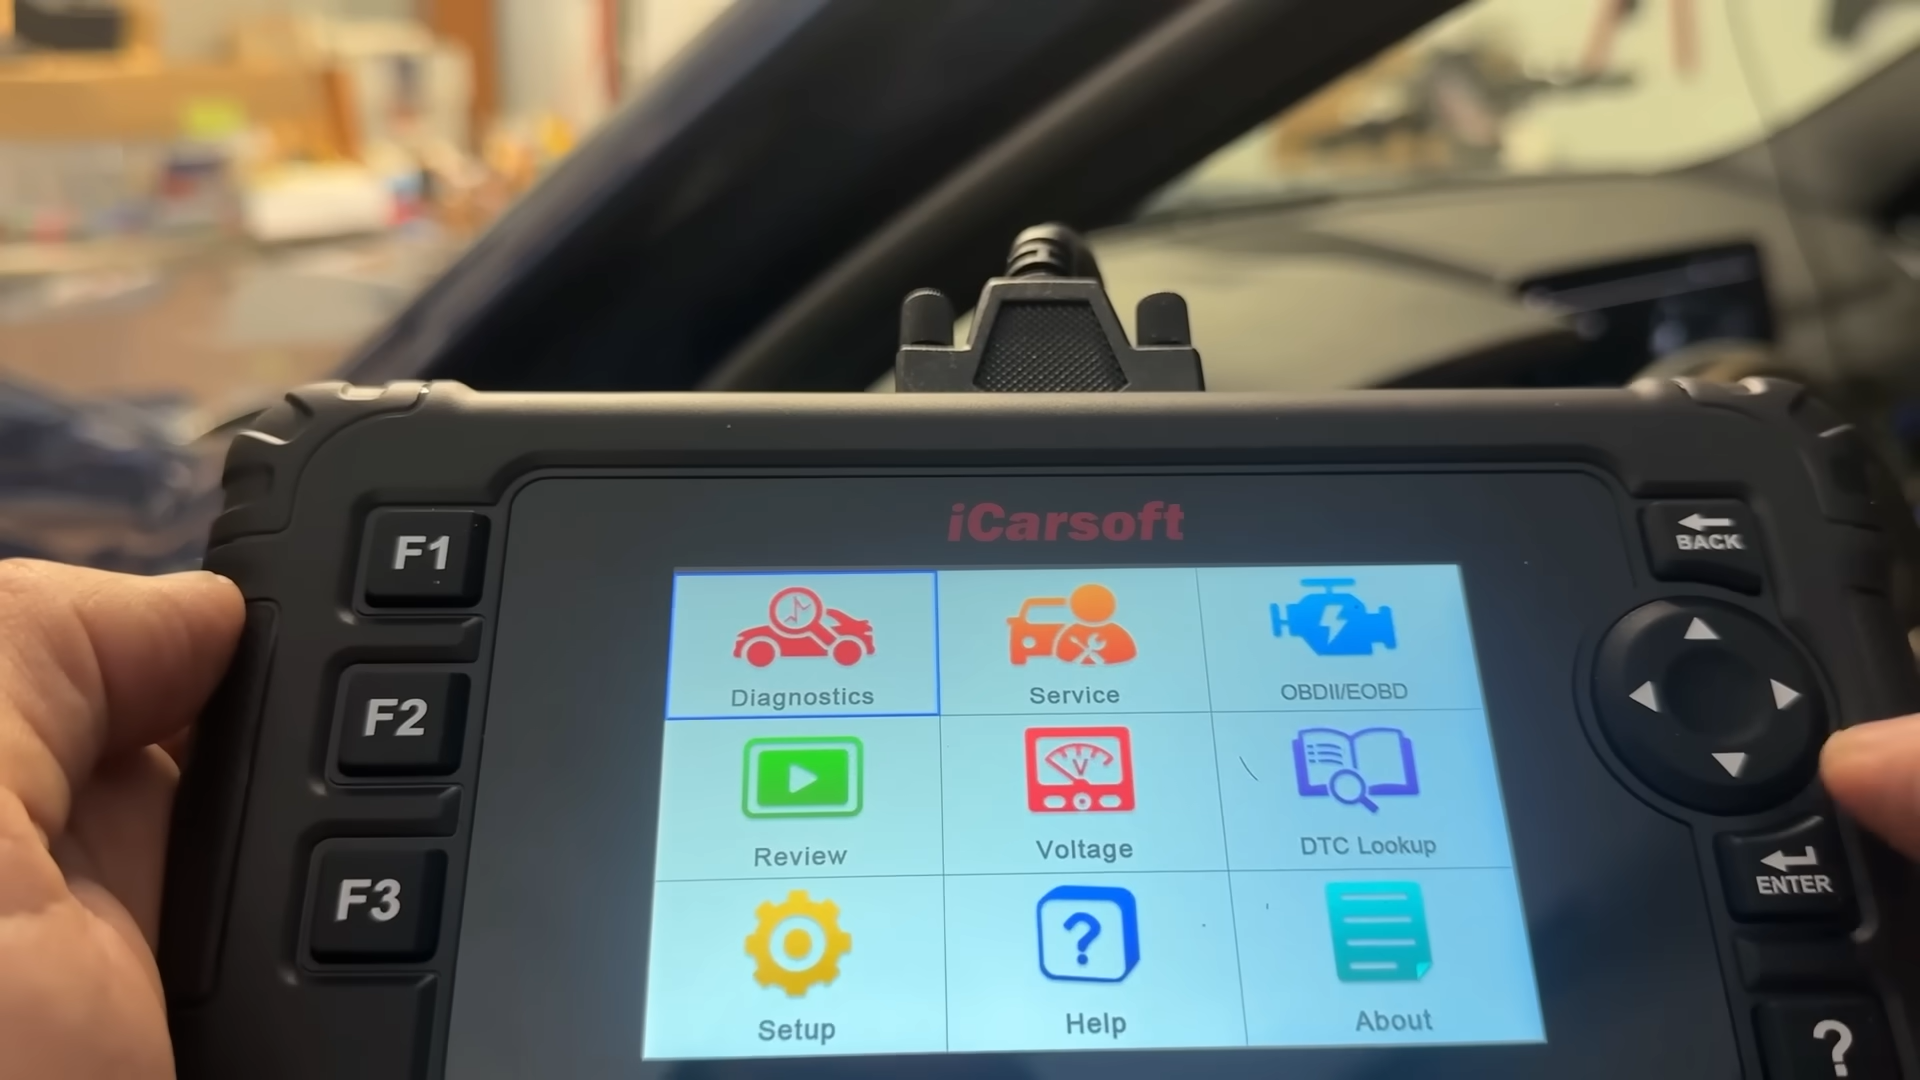 iCarsoft
F1
F2
F3
BACK
ENTER
?
Diagnostics
Service
OBDII/EOBD
Review
V
Voltage
DTC Lookup
Setup
?
Help
About